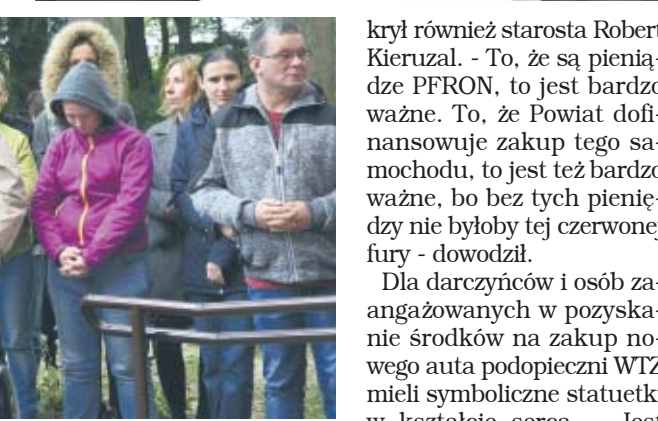 krył również starosta Robert
Kieruzal. - To, że są pienią-
dze PFRON, to jest bardzo
ważne. To, że Powiat dofi-
nansowuje zakup tego sa-
mochodu, to jest też bardzo
ważne, bo bez tych pienię-
dzy nie byłoby tej czerwonej
fury - dowodził.
Dla darczyńców i osób za-
angażowanych w pozyska-
nie środków na zakup no-
wego auta podopieczni WTZ
mieli symboliczne statuetki
w kształcie serca. Jest